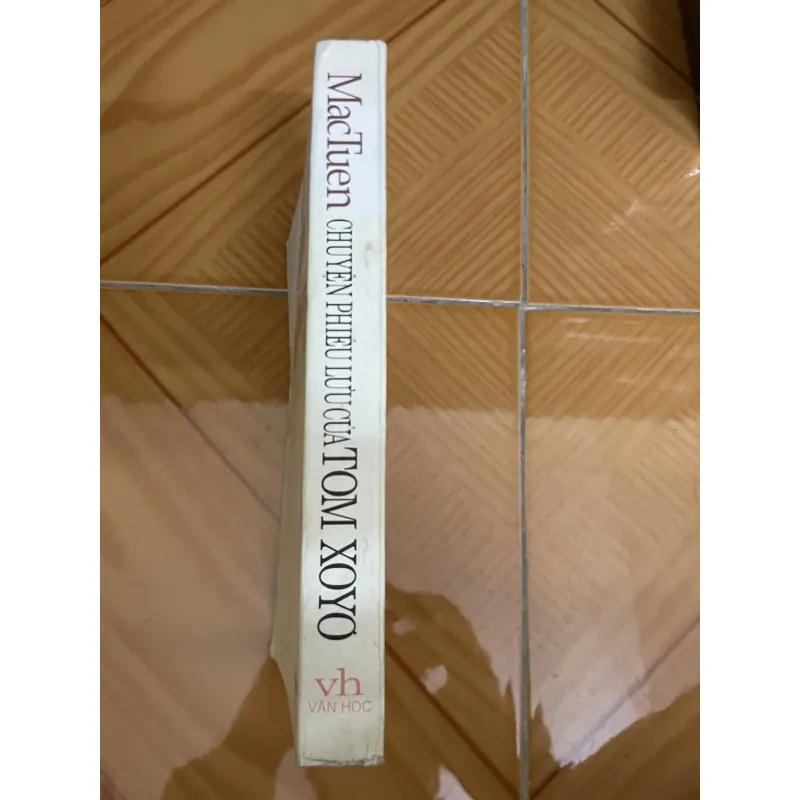 MacTuen
CHUYỆN PHIÊU LƯU CỦA TOM XOYƠ
vh
VĂN HỌC